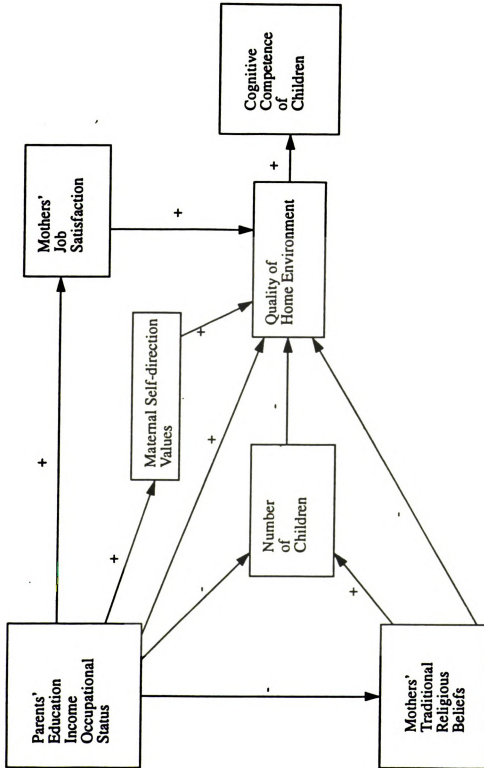 Parents'
Education
Income
Occupational
Status
+
Mothers'
Job
Satisfaction
+
Maternal Self-direction
Values
+
+
+
-
-
Number
of
Children
-
Quality of
Home Environment
+
Cognitive
Competence
of
Children
+
-
Mothers'
Traditional
Religious
Beliefs